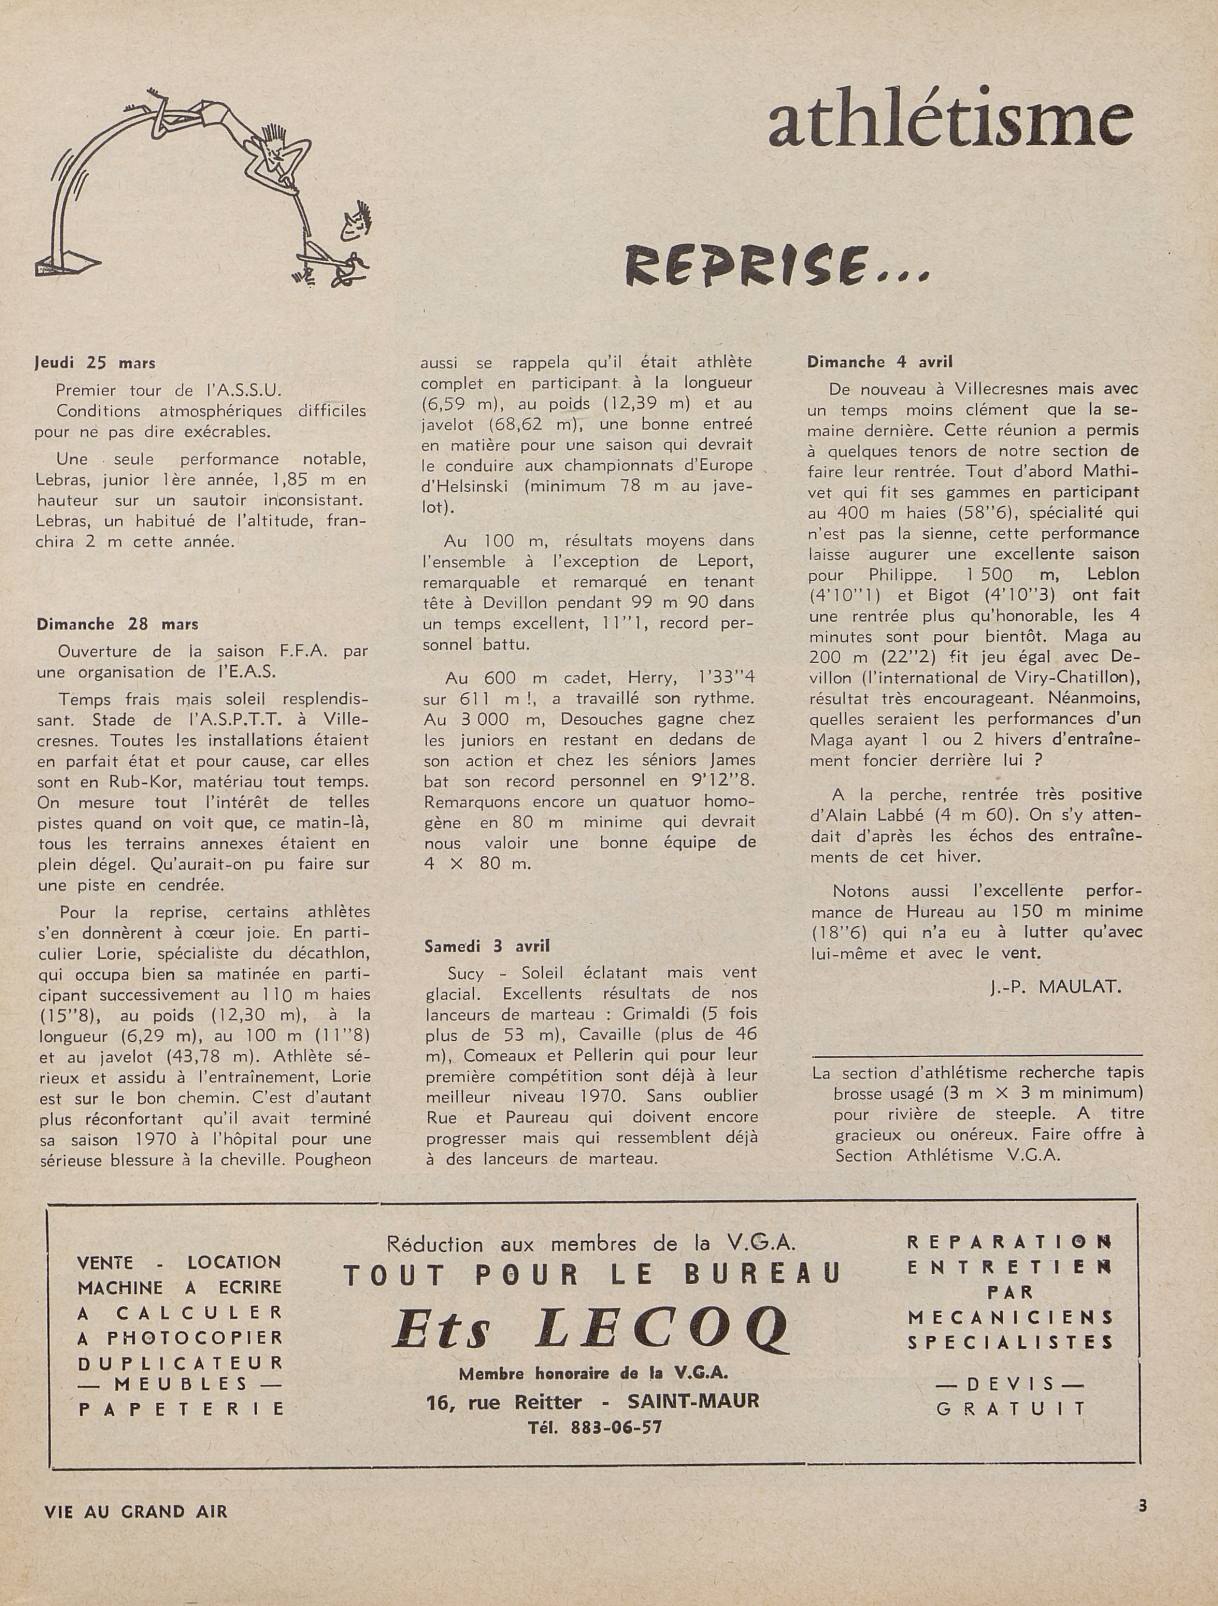 athlétisme
REPRISE...
Jeudi 25 mars
Premier tour de l'A.S.S.U.
Conditions atmosphériques difficiles
pour ne pas dire exécrables.
Une seule performance notable,
Lebras, junior 1ère année, 1,85 m en
hauteur sur un sautoir inconsistant.
Lebras, un habitué de l'altitude, fran-
chira 2 m cette année.
Dimanche 28 mars
Ouverture de la saison F.F.A. par
une organisation de l'E.A.S.
Temps frais mais soleil resplendis-
sant. Stade de l'A.S.P.T.T. à Ville-
cresnes. Toutes les installations étaient
en parfait état et pour cause, car elles
sont en Rub-Kor, matériau tout temps.
On mesure tout l'intérêt de telles
pistes quand on voit que, ce matin-là,
tous les terrains annexes étaient en
plein dégel. Qu'aurait-on pu faire sur
une piste en cendrée.
Pour la reprise, certains athlètes
s'en donnèrent à cœur joie. En parti-
culier Lorie, spécialiste du décathlon,
qui occupa bien sa matinée en parti-
cipant successivement au 110 m haies
(15''8), au poids (12,30 m), à la
longueur (6,29 m), au 100 m (11''8)
et au javelot (43,78 m). Athlète sé-
rieux et assidu à l'entraînement, Lorie
est sur le bon chemin. C'est d'autant
plus réconfortant qu'il avait terminé
sa saison 1970 à l'hôpital pour une
sérieuse blessure à la cheville. Pougheon
aussi se rappela qu'il était athlète
complet en participant à la longueur
(6,59 m), au poids (12,39 m) et au
javelot (68,62 m), une bonne entreé
en matière pour une saison qui devrait
le conduire aux championnats d'Europe
d'Helsinski (minimum 78 m au jave-
lot).
Au 100 m, résultats moyens dans
l'ensemble à l'exception de Leport,
remarquable et remarqué en tenant
tête à Devillon pendant 99 m 90 dans
un temps excellent, 11''1, record per-
sonnel battu.
Au 600 m cadet, Herry, 1'33''4
sur 611 m !, a travaillé son rythme.
Au 3 000 m, Desouches gagne chez
les juniors en restant en dedans de
son action et chez les séniors James
bat son record personnel en 9'12''8.
Remarquons encore un quatuor homo-
gène en 80 m minime qui devrait
nous valoir une bonne équipe de
4 X 80 m.
Samedi 3 avril
Sucy - Soleil éclatant mais vent
glacial. Excellents résultats de nos
lanceurs de marteau : Grimaldi (5 fois
plus de 53 m), Cavaille (plus de 46
m), Comeaux et Pellerin qui pour leur
première compétition sont déjà à leur
meilleur niveau 1970. Sans oublier
Rue et Paureau qui doivent encore
progresser mais qui ressemblent déjà
à des lanceurs de marteau.
Dimanche 4 avril
De nouveau à Villecresnes mais avec
un temps moins clément que la se-
maine dernière. Cette réunion a permis
à quelques tenors de notre section de
faire leur rentrée. Tout d'abord Mathi-
vet qui fit ses gammes en participant
au 400 m haies (58''6), spécialité qui
n'est pas la sienne, cette performance
laisse augurer une excellente saison
pour Philippe. 1 500 m, Leblon
(4'10''1) et Bigot (4'10''3) ont fait
une rentrée plus qu'honorable, les 4
minutes sont pour bientôt. Maga au
200 m (22''2) fit jeu égal avec De-
villon (l'international de Viry-Chatillon),
résultat très encourageant. Néanmoins,
quelles seraient les performances d'un
Maga ayant 1 ou 2 hivers d'entraîne-
ment foncier derrière lui ?
A la perche, rentrée très positive
d'Alain Labbé (4 m 60). On s'y atten-
dait d'après les échos des entraîne-
ments de cet hiver.
Notons aussi l'excellente perfor-
mance de Hureau au 150 m minime
(18''6) qui n'a eu à lutter qu'avec
lui-même et avec le vent.
J.-P. MAULAT.
La section d'athlétisme recherche tapis
brosse usagé (3 m X 3 m minimum)
pour rivière de steeple. A titre
gracieux ou onéreux. Faire offre à
Section Athlétisme V.G.A.
VENTE - LOCATION
MACHINE A ECRIRE
A CALCULER
A PHOTOCOPIER
DUPLICATEUR
— MEUBLES —
PAPETERIE
Réduction aux membres de la V.G.A.
TOUT POUR LE BUREAU
Ets LECOQ
Membre honoraire de la V.G.A.
16, rue Reitter - SAINT-MAUR
Tél. 883-06-57
REPARATION
ENTRETIEN
PAR
MECANICIENS
SPECIALISTES
— DEVIS —
GRATUIT
VIE AU GRAND AIR
3